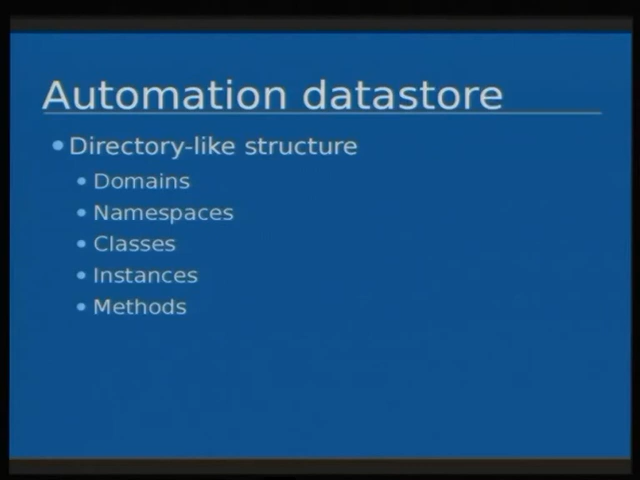 Automation datastore
Directory-like structure
Domains
Namespaces
Classes
Instances
Methods